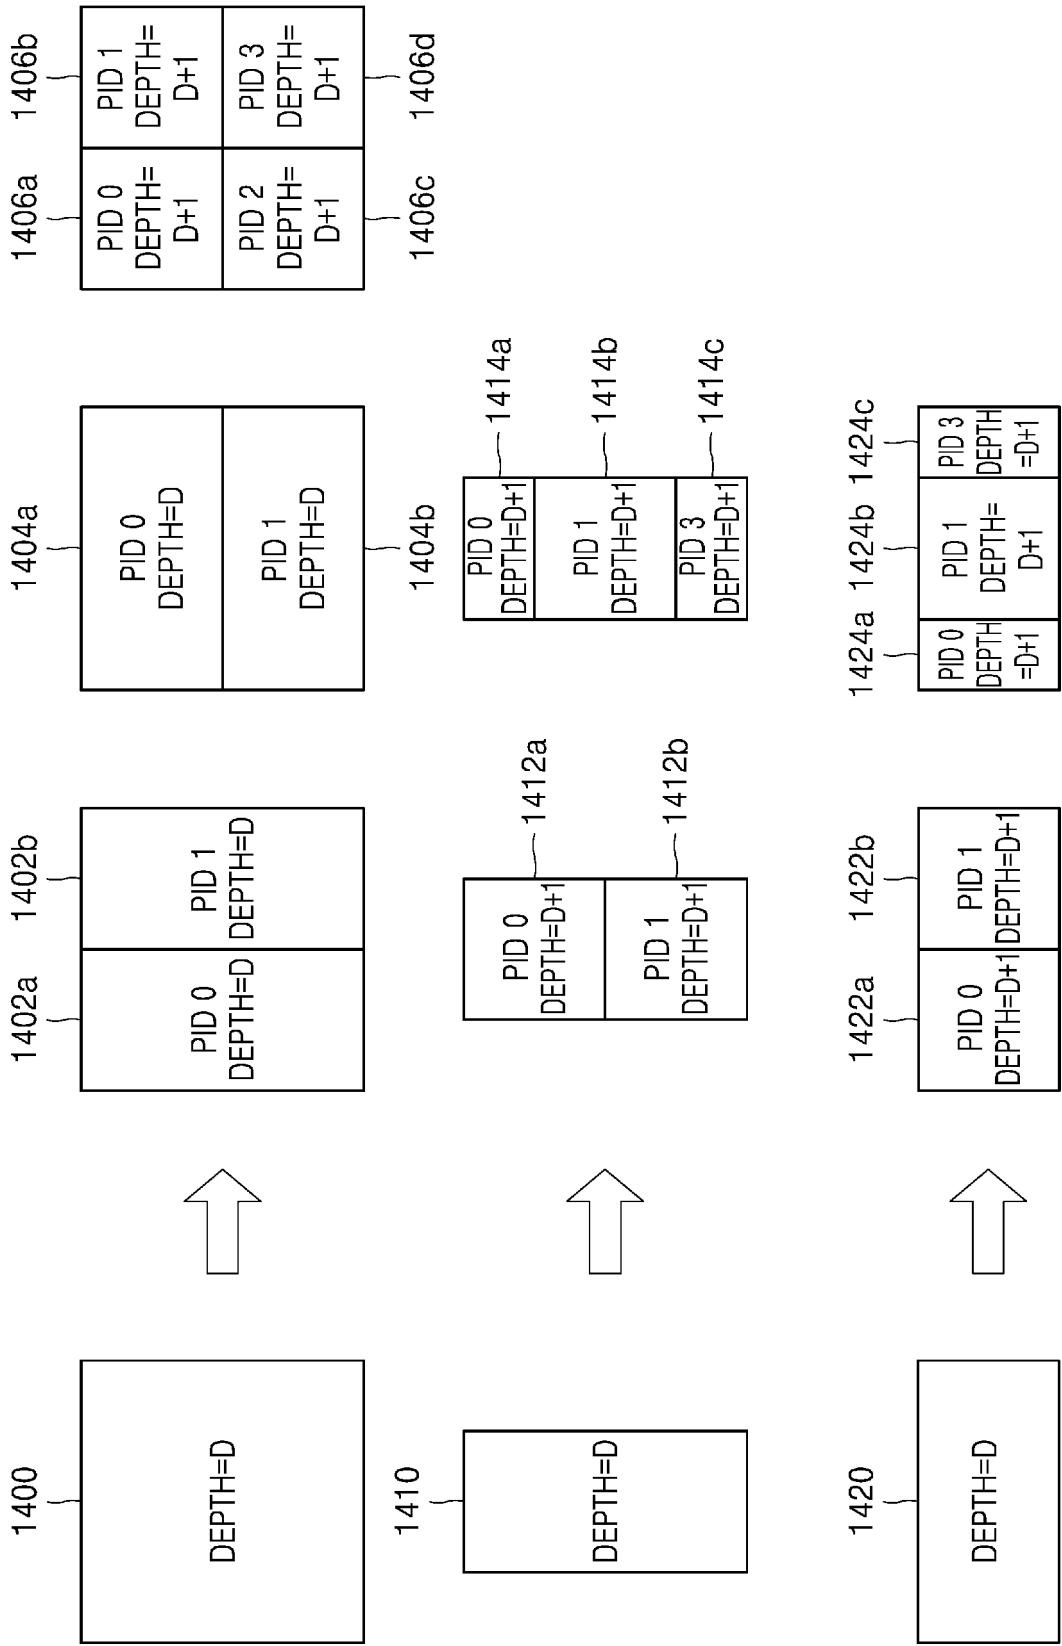 1400
DEPTH=D
1402a
1402b
PID 0
DEPTH=D
PID 1
DEPTH=D
1404a
PID 0
DEPTH=D
PID 1
DEPTH=D
1404b
1406a
1406b
PID 0
DEPTH=
D+1
PID 1
DEPTH=
D+1
PID 2
DEPTH=
D+1
PID 3
DEPTH=
D+1
1406c
1406d
1410
DEPTH=D
PID 0
DEPTH=D+1
1412a
PID 1
DEPTH=D+1
1412b
PID 0
DEPTH=D+1
1414a
PID 1
DEPTH=D+1
1414b
PID 3
DEPTH=D+1
1414c
1420
DEPTH=D
1422a
1422b
PID 0
DEPTH=D+1
PID 1
DEPTH=D+1
1424a
1424b
1424c
PID 0
DEPTH
=D+1
PID 1
DEPTH=
D+1
PID 3
DEPTH
=D+1